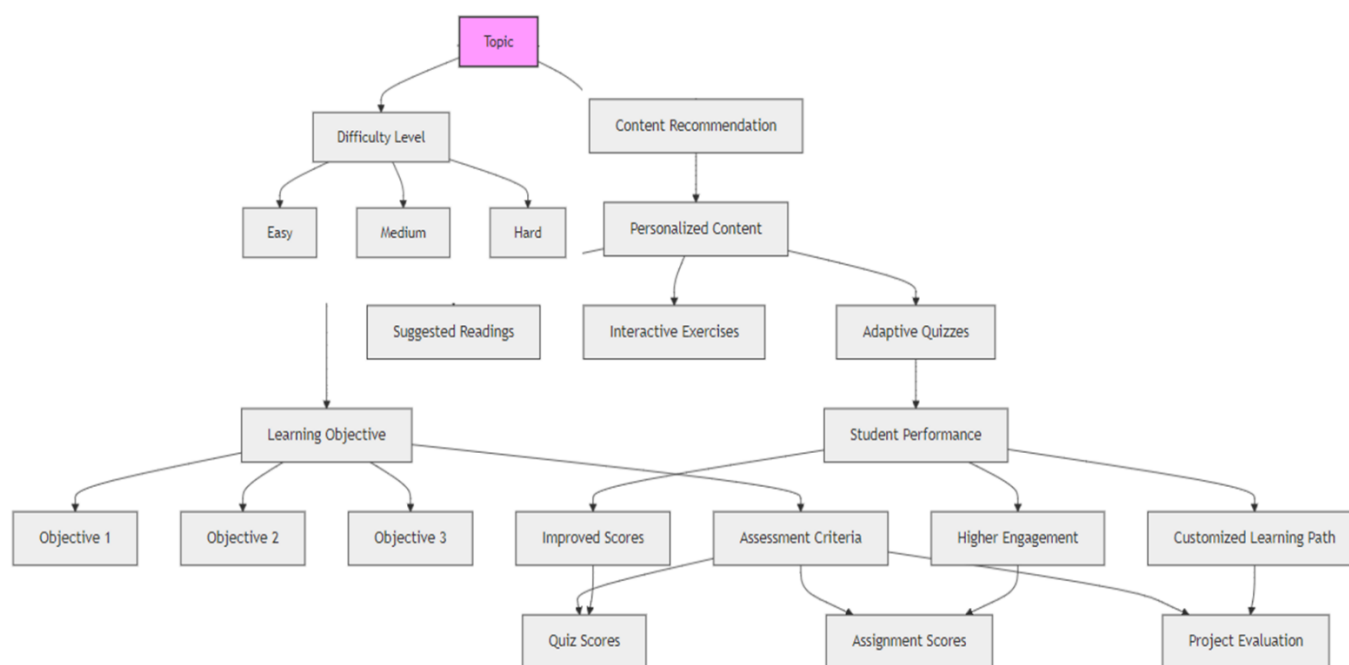 Topic
Content Recommendation
Difficulty Level
Easy
Medium
Hard
Personalized Content
Suggested Readings
Interactive Exercises
Adaptive Quizzes
Learning Objective
Student Performance
Objective 1
Objective 2
Objective 3
Improved Scores
Assessment Criteria
Higher Engagement
Customized Learning Path
Quiz Scores
Assignment Scores
Project Evaluation